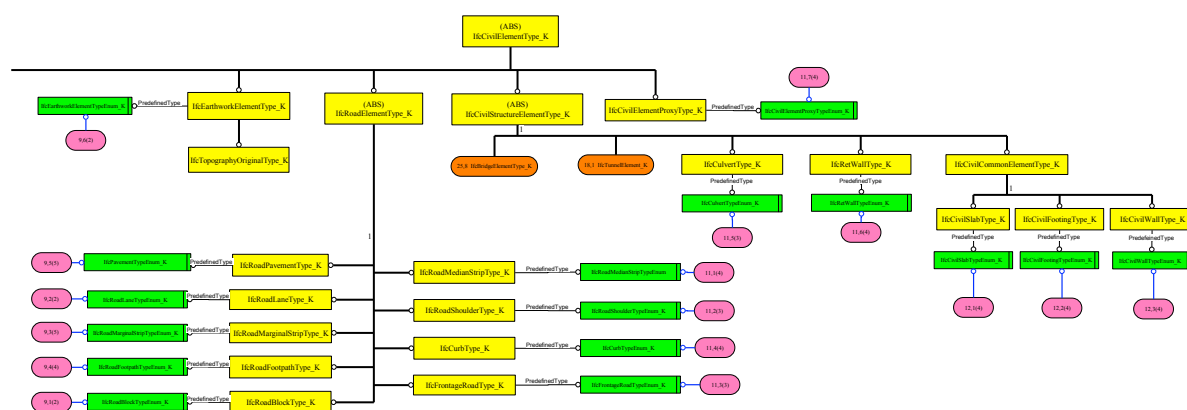 (ABS)
IfcCivilElementType_K
11,7(4)
IfcEarthworkElementTypeEnum_K
PredefinedType
IfcEarthworkElementType_K
(ABS)
IfcRoadElementType_K
(ABS)
IfcCivilStructureElementType_K
IfcCivilElementProxyType_K
PredefinedType
IfcCivilElementProxyTypeEnum_K
9,6(2)
1
IfcTopographyOriginalType_K
25,8 IfcBridgeElementType_K
18,1 IfcTunnelElement_K
IfcCulvertType_K
IfcRetWallType_K
IfcCivilCommonElementType_K
PredefinedType
PredefinedType
1
IfcCulvertTypeEnum_K
IfcRetWallTypeEnum_K
IfcCivilSlabType_K
IfcCivilFootingType_K
IfcCivilWallType_K
11,5(3)
11,6(4)
PredefinedType
PredefinedType
PredefinedType
1
9,5(5)
IfcPavementTypeEnum_K
PredefinedType
IfcRoadPavementType_K
IfcRoadMedianStripType_K
PredefinedType
IfcRoadMedianStripTypeEnum
11,1(4)
IfcCivilSlabTypeEnum_K
IfcCivilFootingTypeEnum_K
IfcCivilWallTypeEnum_K
9,2(2)
IfcRoadLaneTypeEnum_K
PredefinedType
IfcRoadLaneType_K
IfcRoadShoulderType_K
PredefinedType
IfcRoadShoulderTypeEnum_K
11,2(3)
12,1(4)
12,2(4)
12,3(4)
9,3(5)
IfcRoadMarginalStripTypeEnum_K
PredefinedType
IfcRoadMarginalStripType_K
IfcCurbType_K
PredefinedType
IfcCurbTypeEnum_K
11,4(4)
9,4(4)
IfcRoadFootpathTypeEnum_K
PredefinedType
IfcRoadFootpathType_K
IfcFrontageRoadType_K
PredefinedType
IfcFrontageRoadTypeEnum_K
11,3(3)
9,1(2)
IfcRoadBlockTypeEnum_K
PredefinedType
IfcRoadBlockType_K